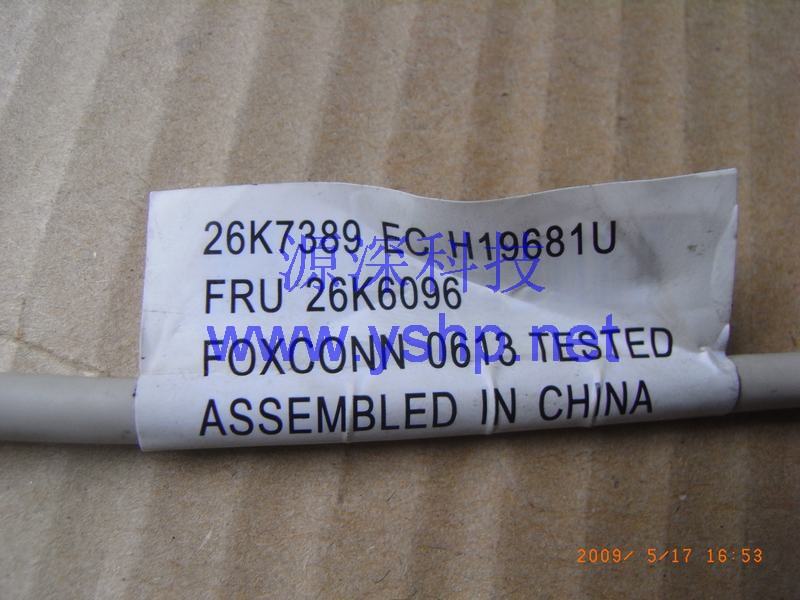 26K7389 EC H19681U
源深科技
FRU 26K6096
www.yshp.net
FOXCONN 0613 TESTED
ASSEMBLED IN CHINA
2009/ 5/17 16:53